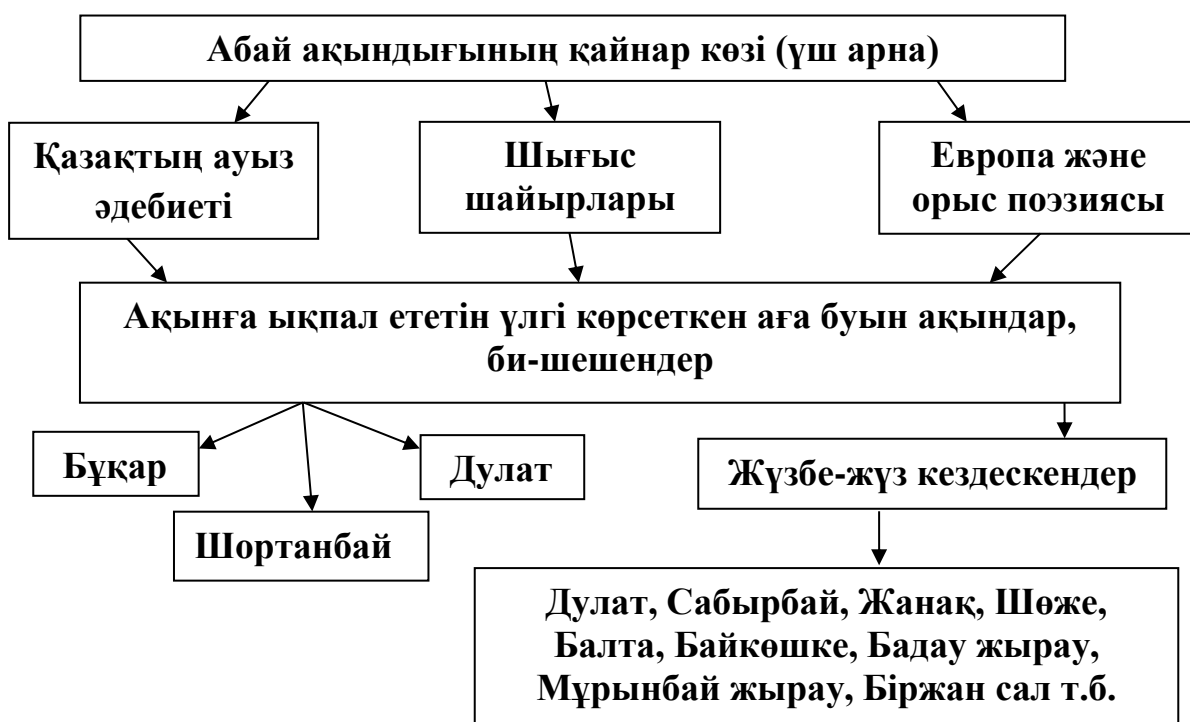 Абай ақындығының қайнар көзі (үш арна)
Қазақтың ауыз
әдебиеті
Шығыс
шайырлары
Европа және
орыс поэзиясы
Ақынға ықпал ететін үлгі көрсеткен аға буын ақындар,
би-шешендер
Бұқар
Дулат
Шортанбай
Жүзбе-жүз кездескендер
Дулат, Сабырбай, Жанақ, Шөже,
Балта, Байкөшке, Бадау жырау,
Мұрынбай жырау, Біржан сал т.б.